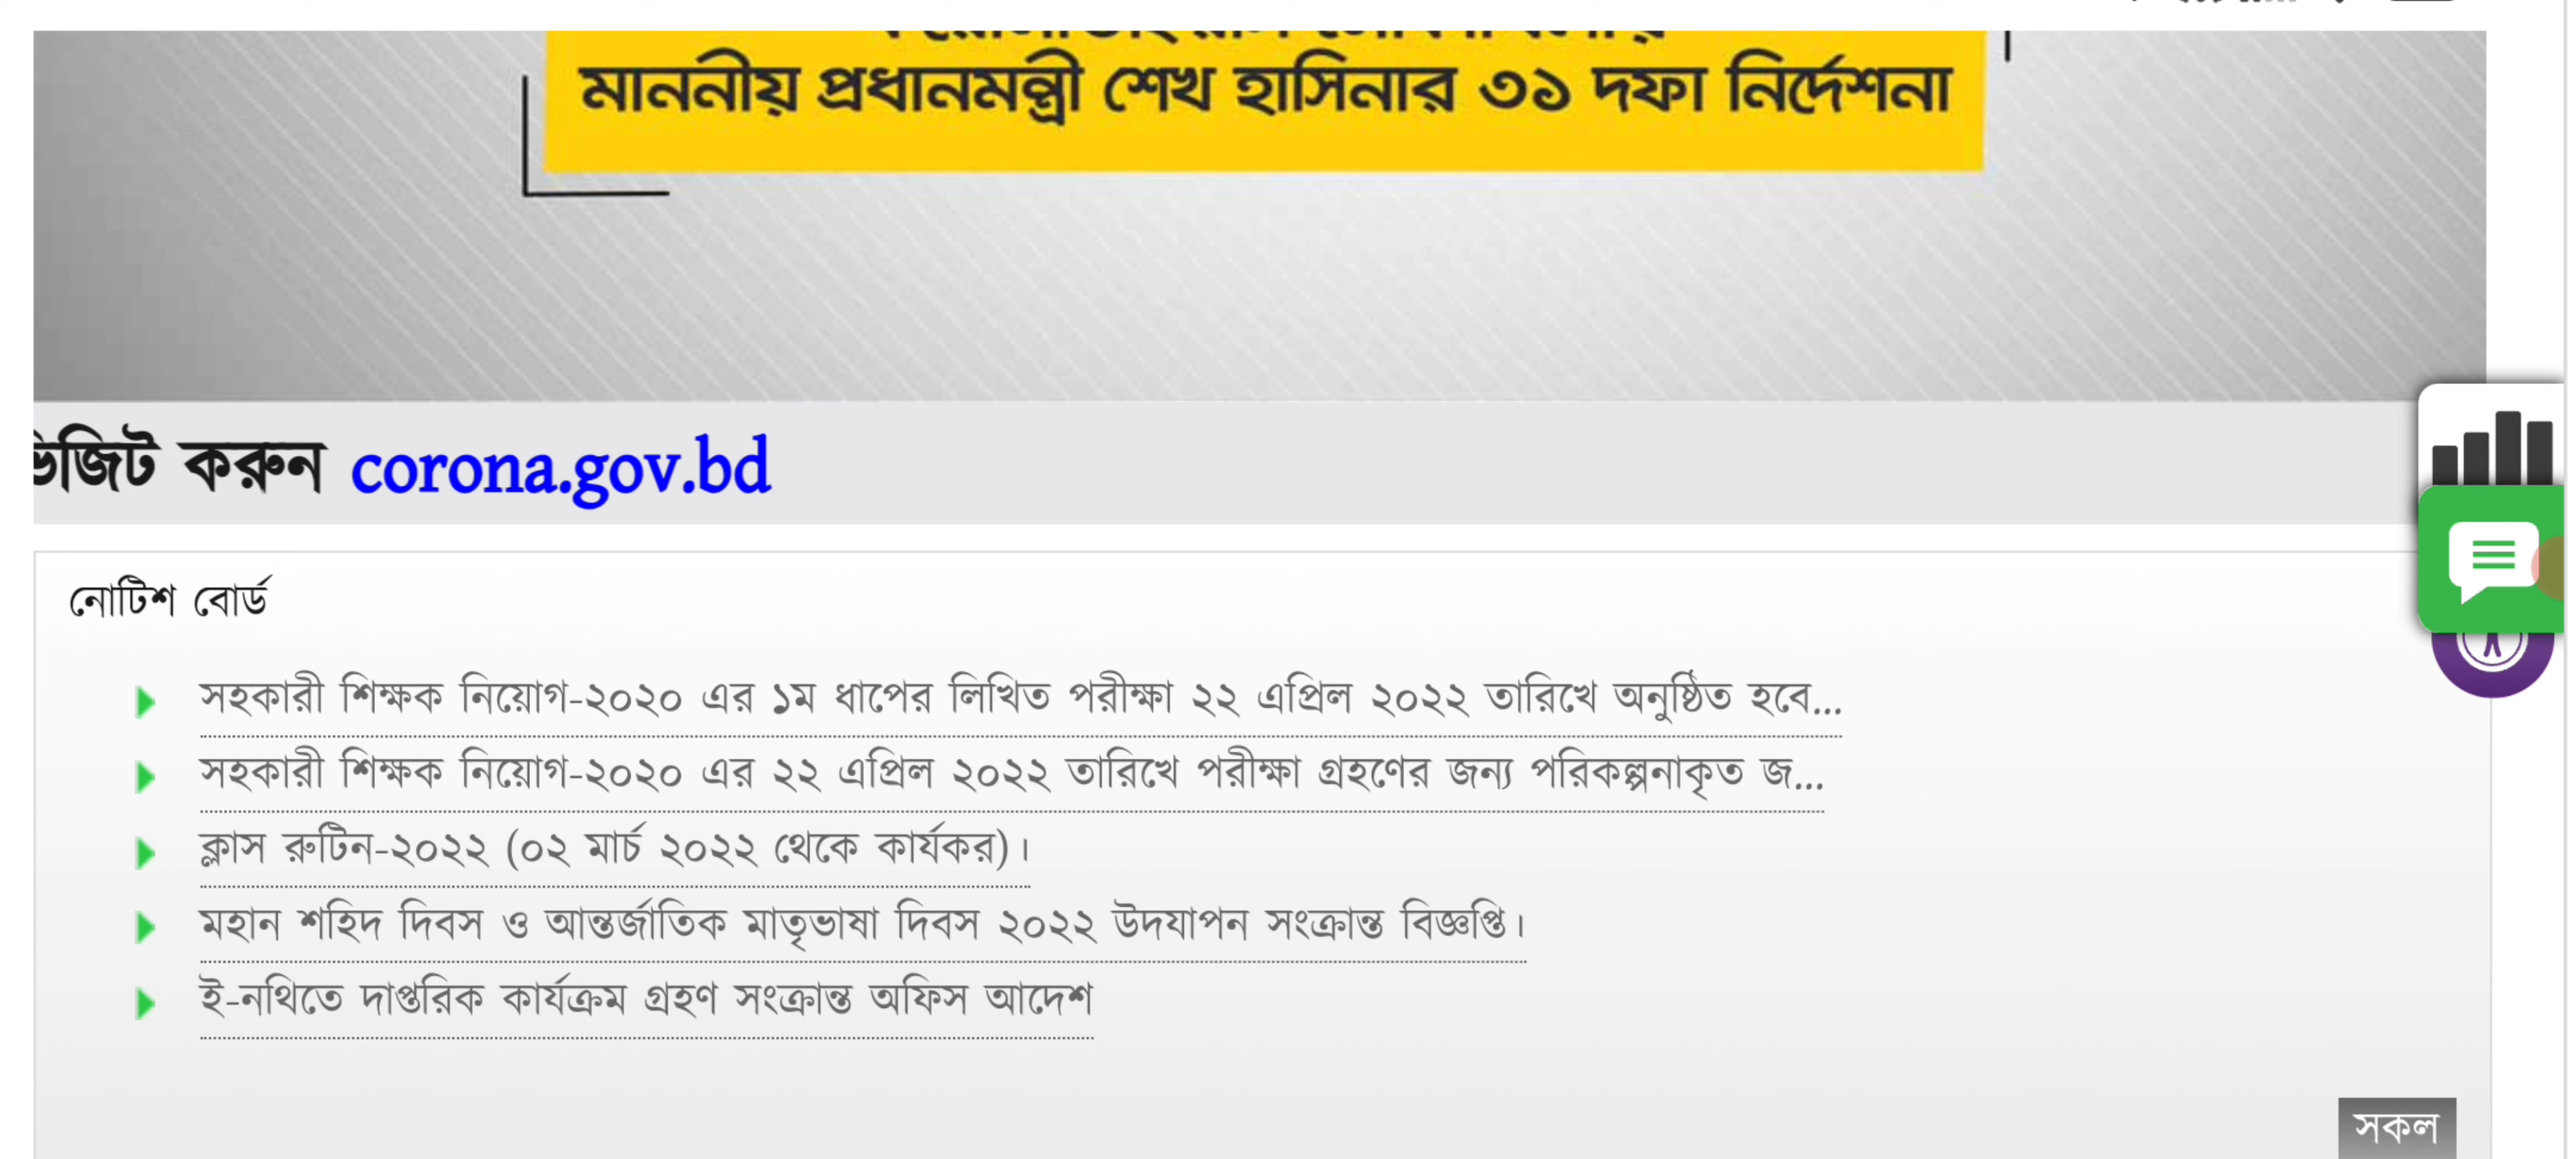 মাননীয় প্রধানমন্ত্রী শেখ হাসিনার ৩১ দফা নির্দেশনা
ভিজিট করুন corona.gov.bd
নোটিশ বোর্ড
সহকারী শিক্ষক নিয়োগ-২০২০ এর ১ম ধাপের লিখিত পরীক্ষা ২২ এপ্রিল ২০২২ তারিখে অনুষ্ঠিত হবে...
সহকারী শিক্ষক নিয়োগ-২০২০ এর ২২ এপ্রিল ২০২২ তারিখে পরীক্ষা গ্রহণের জন্য পরিকল্পনাকৃত জ...
ক্লাস রুটিন-২০২২ (০২ মার্চ ২০২২ থেকে কার্যকর)।
মহান শহিদ দিবস ও আন্তর্জাতিক মাতৃভাষা দিবস ২০২২ উদযাপন সংক্রান্ত বিজ্ঞপ্তি।
ই-নথিতে দাপ্তরিক কার্যক্রম গ্রহণ সংক্রান্ত অফিস আদেশ
সকল